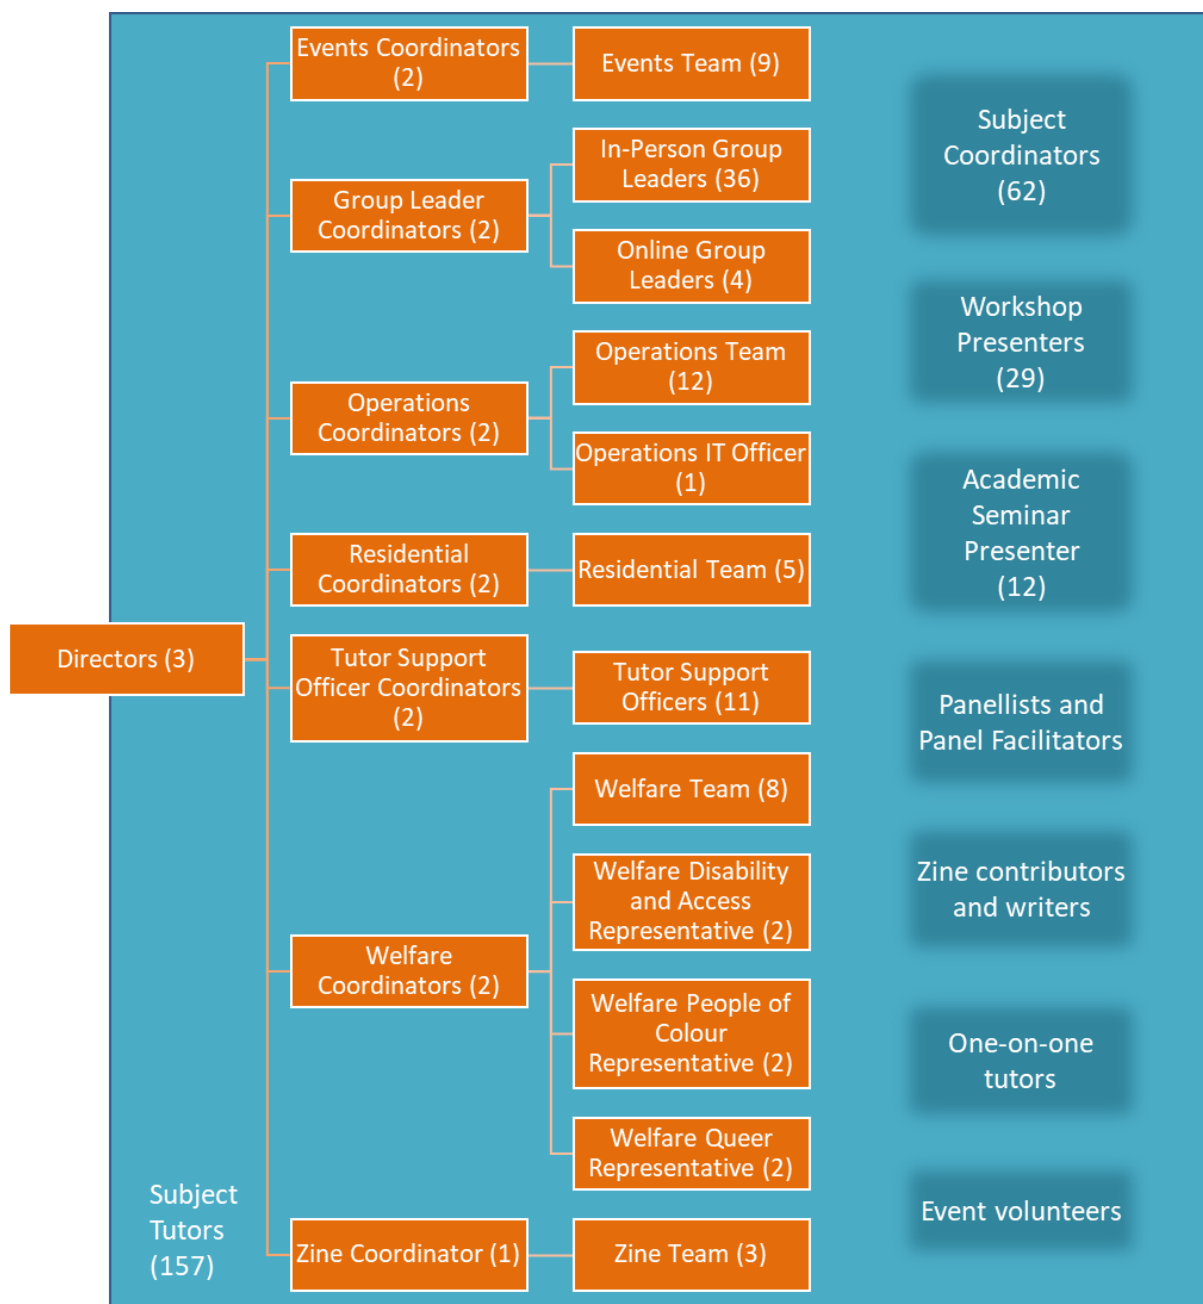 Directors (3)
Events Coordinators
(2)
Events Team (9)
Group Leader
Coordinators (2)
In-Person Group
Leaders (36)
Online Group
Leaders (4)
Operations
Coordinators (2)
Operations Team
(12)
Operations IT Officer
(1)
Residential
Coordinators (2)
Residential Team (5)
Tutor Support
Officer Coordinators
(2)
Tutor Support
Officers (11)
Welfare
Coordinators (2)
Welfare Team (8)
Welfare Disability
and Access
Representative (2)
Welfare People of
Colour
Representative (2)
Welfare Queer
Representative (2)
Zine Coordinator (1)
Zine Team (3)
Subject
Tutors
(157)
Subject
Coordinators
(62)
Workshop
Presenters
(29)
Academic
Seminar
Presenter
(12)
Panellists and
Panel Facilitators
Zine contributors
and writers
One-on-one
tutors
Event volunteers